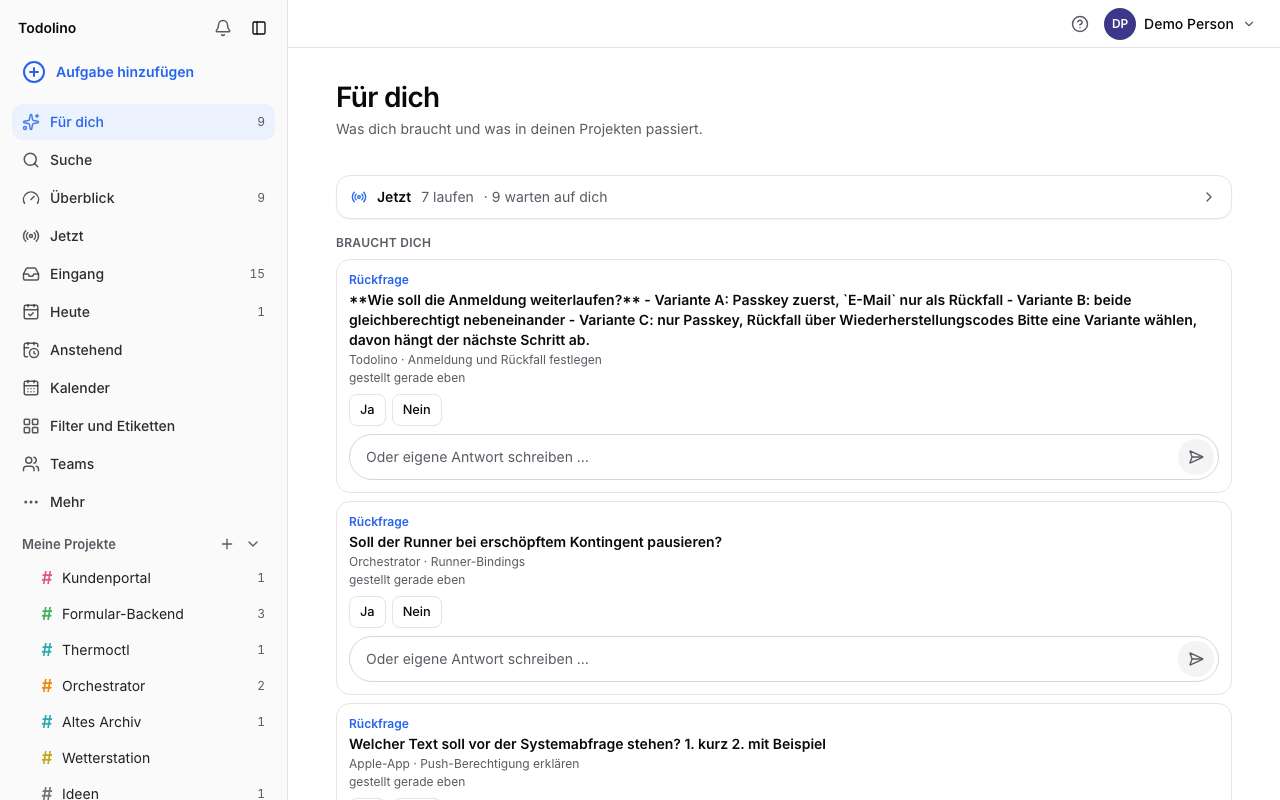 Todolino
Aufgabe hinzufügen
Für dich 9
Suche
Überblick 9
Jetzt
Eingang 15
Heute 1
Anstehend
Kalender
Filter und Etiketten
Teams
Mehr
Meine Projekte
# Kundenportal 1
# Formular-Backend 3
# Thermoctl 1
# Orchestrator 2
# Altes Archiv 1
# Wetterstation
# Ideen 1
DP Demo Person
Für dich
Was dich braucht und was in deinen Projekten passiert.
Jetzt 7 laufen · 9 warten auf dich
BRAUCHT DICH
Rückfrage
**Wie soll die Anmeldung weiterlaufen?** - Variante A: Passkey zuerst, `E-Mail` nur als Rückfall - Variante B: beide
gleichberechtigt nebeneinander - Variante C: nur Passkey, Rückfall über Wiederherstellungscodes Bitte eine Variante wählen,
davon hängt der nächste Schritt ab.
Todolino · Anmeldung und Rückfall festlegen
gestellt gerade eben
Ja Nein
Oder eigene Antwort schreiben ...
Rückfrage
Soll der Runner bei erschöpftem Kontingent pausieren?
Orchestrator · Runner-Bindings
gestellt gerade eben
Ja Nein
Oder eigene Antwort schreiben ...
Rückfrage
Welcher Text soll vor der Systemabfrage stehen? 1. kurz 2. mit Beispiel
Apple-App · Push-Berechtigung erklären
gestellt gerade eben